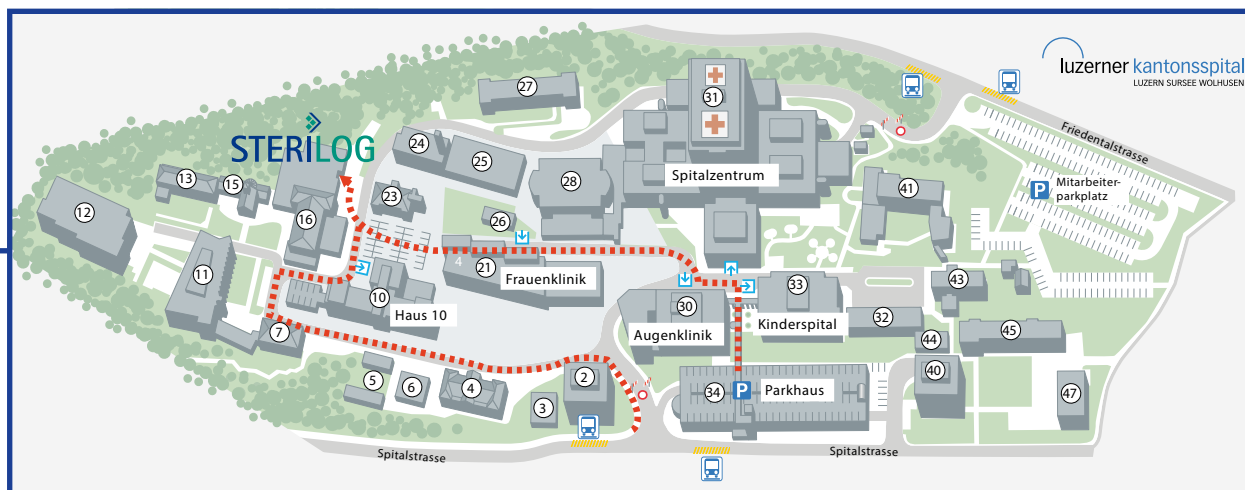 luzerner kantonsspital
LUZERN SURSEE WOLHUSEN
27
31
Friedentalstrasse
24
STERILOG
25
Spitalzentrum
28
13
15
23
41
P
Mitarbeiter-
parkplatz
12
16
26
4
21
Frauenklinik
11
10
Haus 10
30
Augenklinik
33
Kinderspital
43
32
7
44
45
5
6
4
2
3
34
P
Parkhaus
40
47
Spitalstrasse
Spitalstrasse